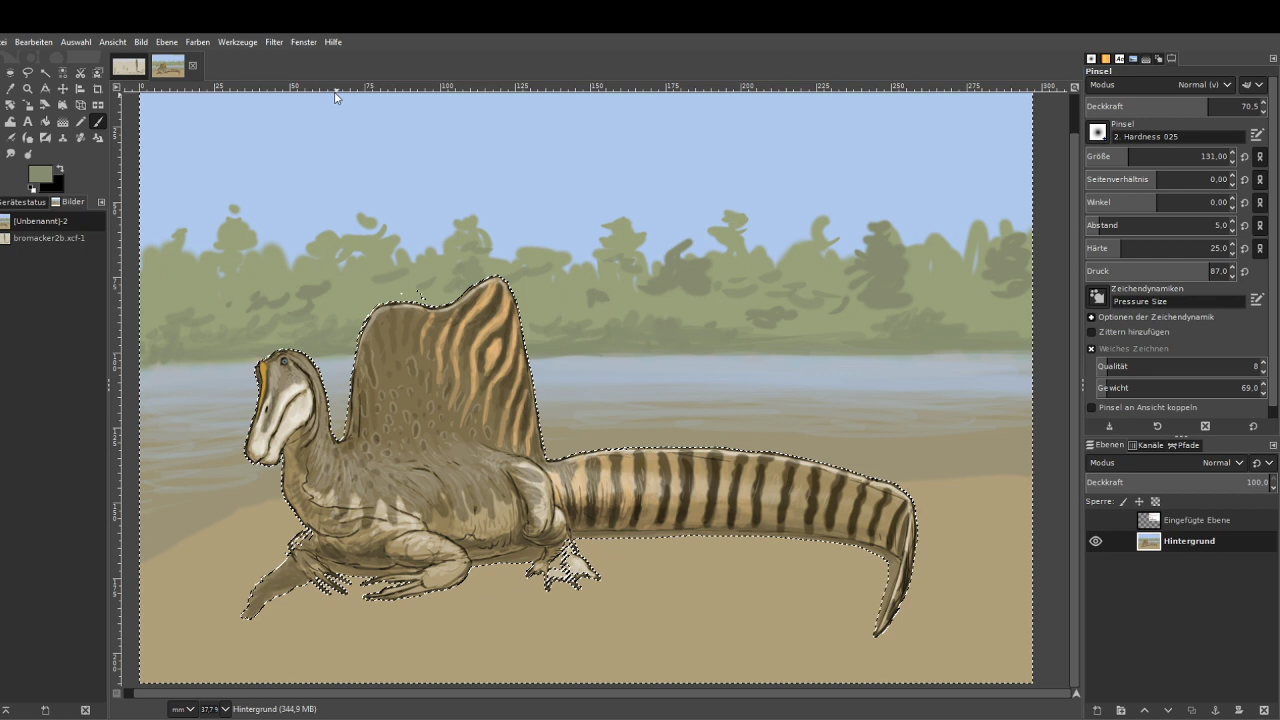 ei Bearbeiten Auswahl Ansicht Bild Ebene Farben Werkzeuge Filter Fenster Hilfe
0 25 50 75 100 125 150 175 200 225 250 275 300
Pinsel
Modus Normal (v)
Deckkraft 70,5
Pinsel
2. Hardness 025
Größe 131,00
Seitenverhältnis 0,00
Winkel 0,00
Abstand 5,0
Härte 25.0
Druck 87,0
Zeichendynamiken
Pressure Size
Optionen der Zeichendynamik
Zittern hinzufügen
Weiches Zeichnen
Qualität 8
Gewicht 69.0
Pinsel an Ansicht koppeln
Gerätestatus Bilder
[Unbenannt]-2
bromacker2b.xcf-1
Ebenen Kanäle Pfade
Modus Normal
Deckkraft 100,0
Sperre:
Eingefügte Ebene
Hintergrund
mm 37,7 Hintergrund (344,9 MB)